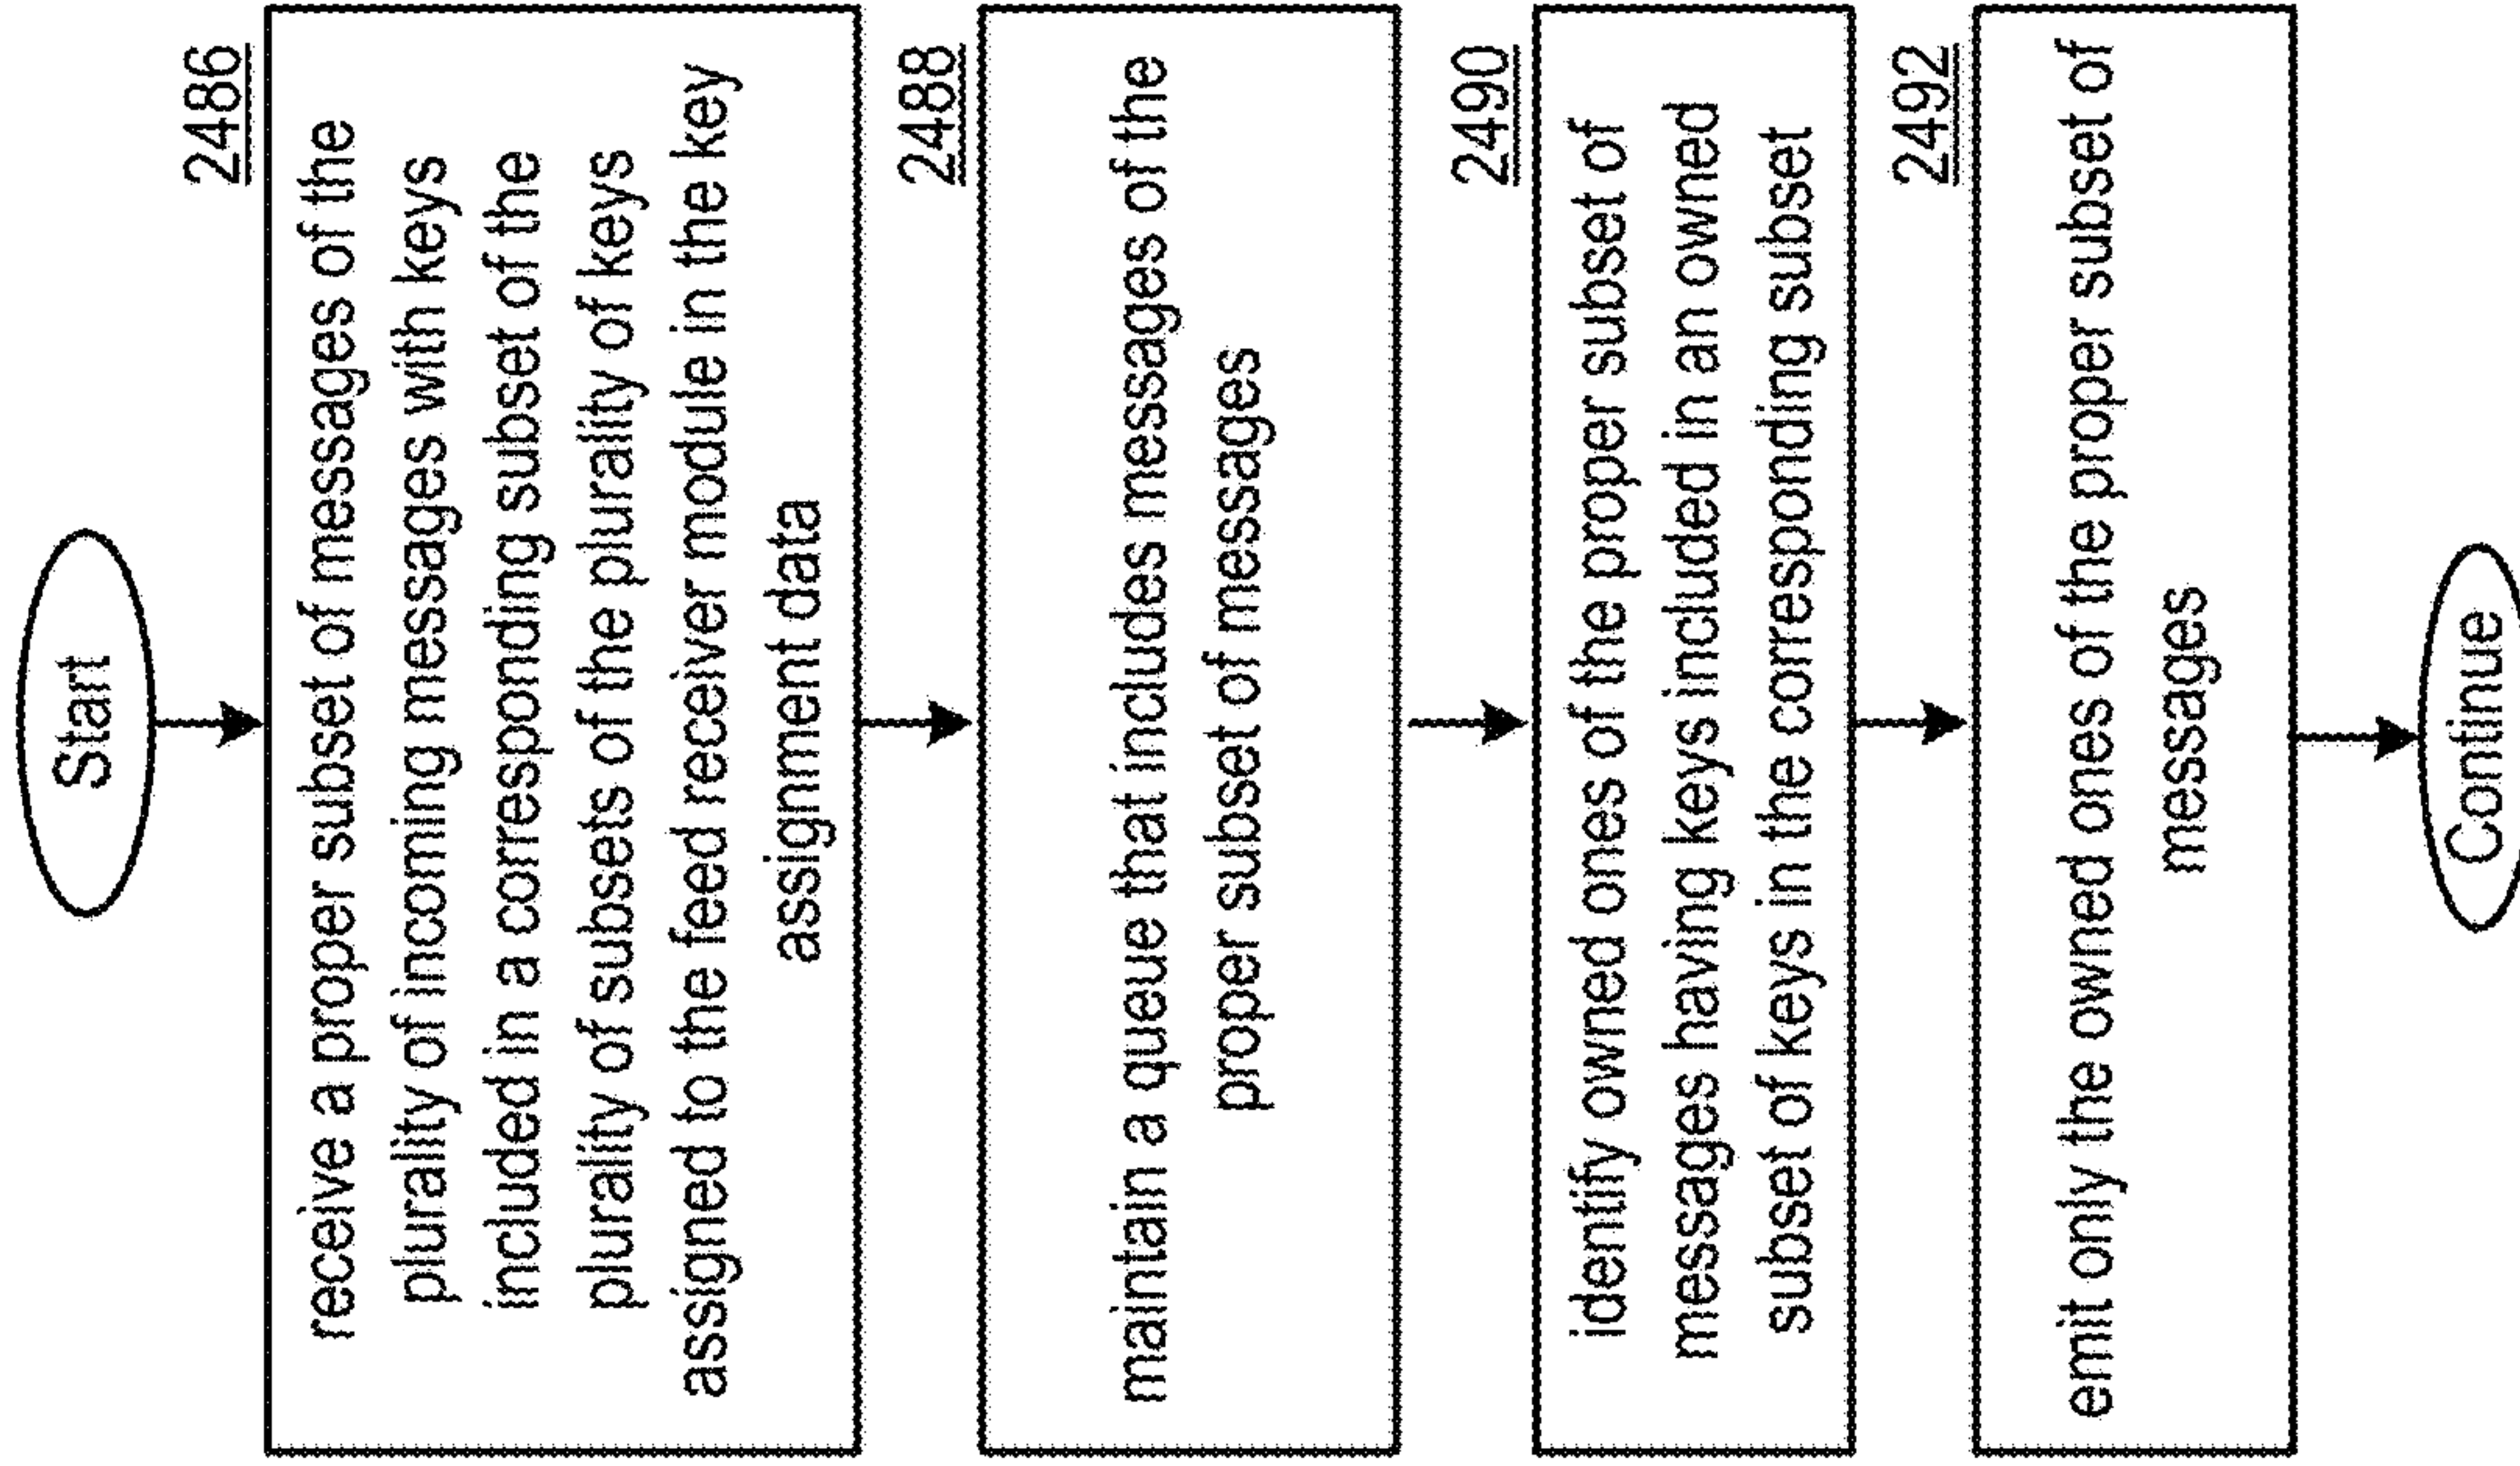 Start
2486
receive a proper subset of messages of the
plurality of incoming messages with keys
included in a corresponding subset of the
plurality of subsets of the plurality of keys
assigned to the feed receiver module in the key
assignment data
2488
maintain a queue that includes messages of the
proper subset of messages
2490
identify owned ones of the proper subset of
messages having keys included in an owned
subset of keys in the corresponding subset
2492
emit only the owned ones of the proper subset of
messages
Continue